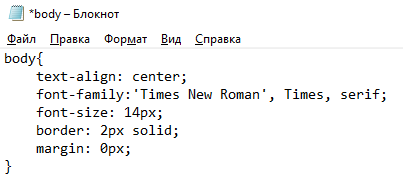 *body – Блокнот
Файл Правка Формат Вид Справка
body{
    text-align: center;
    font-family:'Times New Roman', Times, serif;
    font-size: 14px;
    border: 2px solid;
    margin: 0px;
}